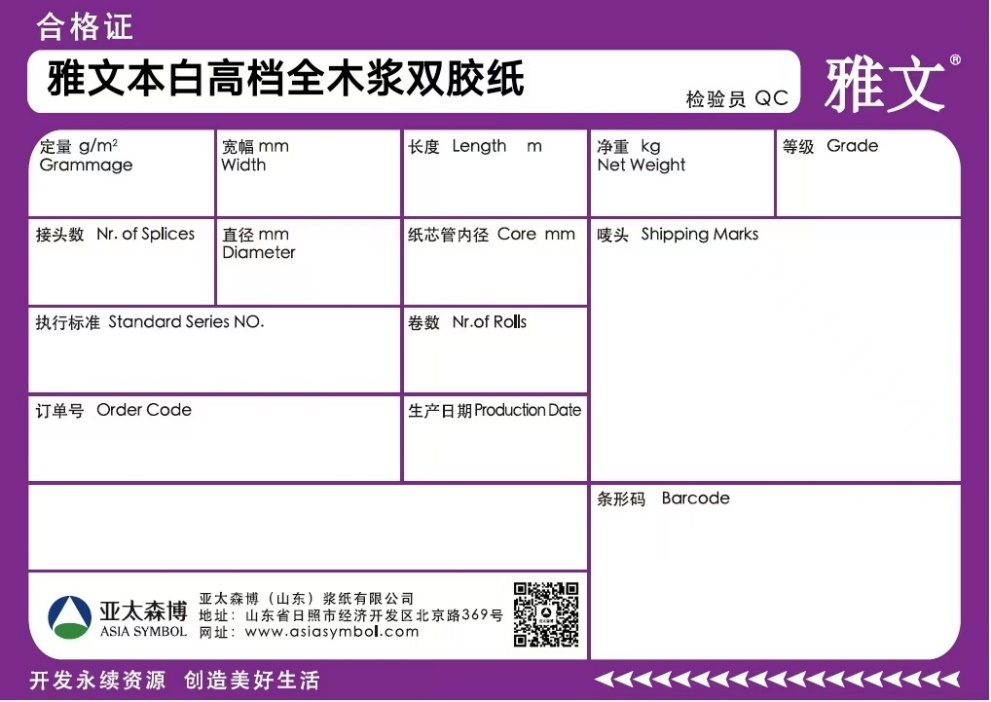 合格证
雅文本白高档全木浆双胶纸
检验员 QC
雅文®
定量 g/m²
Grammage
宽幅 mm
Width
长度 Length m
净重 kg
Net Weight
等级 Grade
接头数 Nr. of Splices
直径 mm
Diameter
纸芯管内径 Core mm
唛头 Shipping Marks
执行标准 Standard Series NO.
卷数 Nr.of Rolls
订单号 Order Code
生产日期 Production Date
条形码 Barcode
亚太森博
ASIA SYMBOL
亚太森博（山东）浆纸有限公司
地址：山东省日照市经济开发区北京路369号
网址：www.asiasymbol.com
开发永续资源 创造美好生活